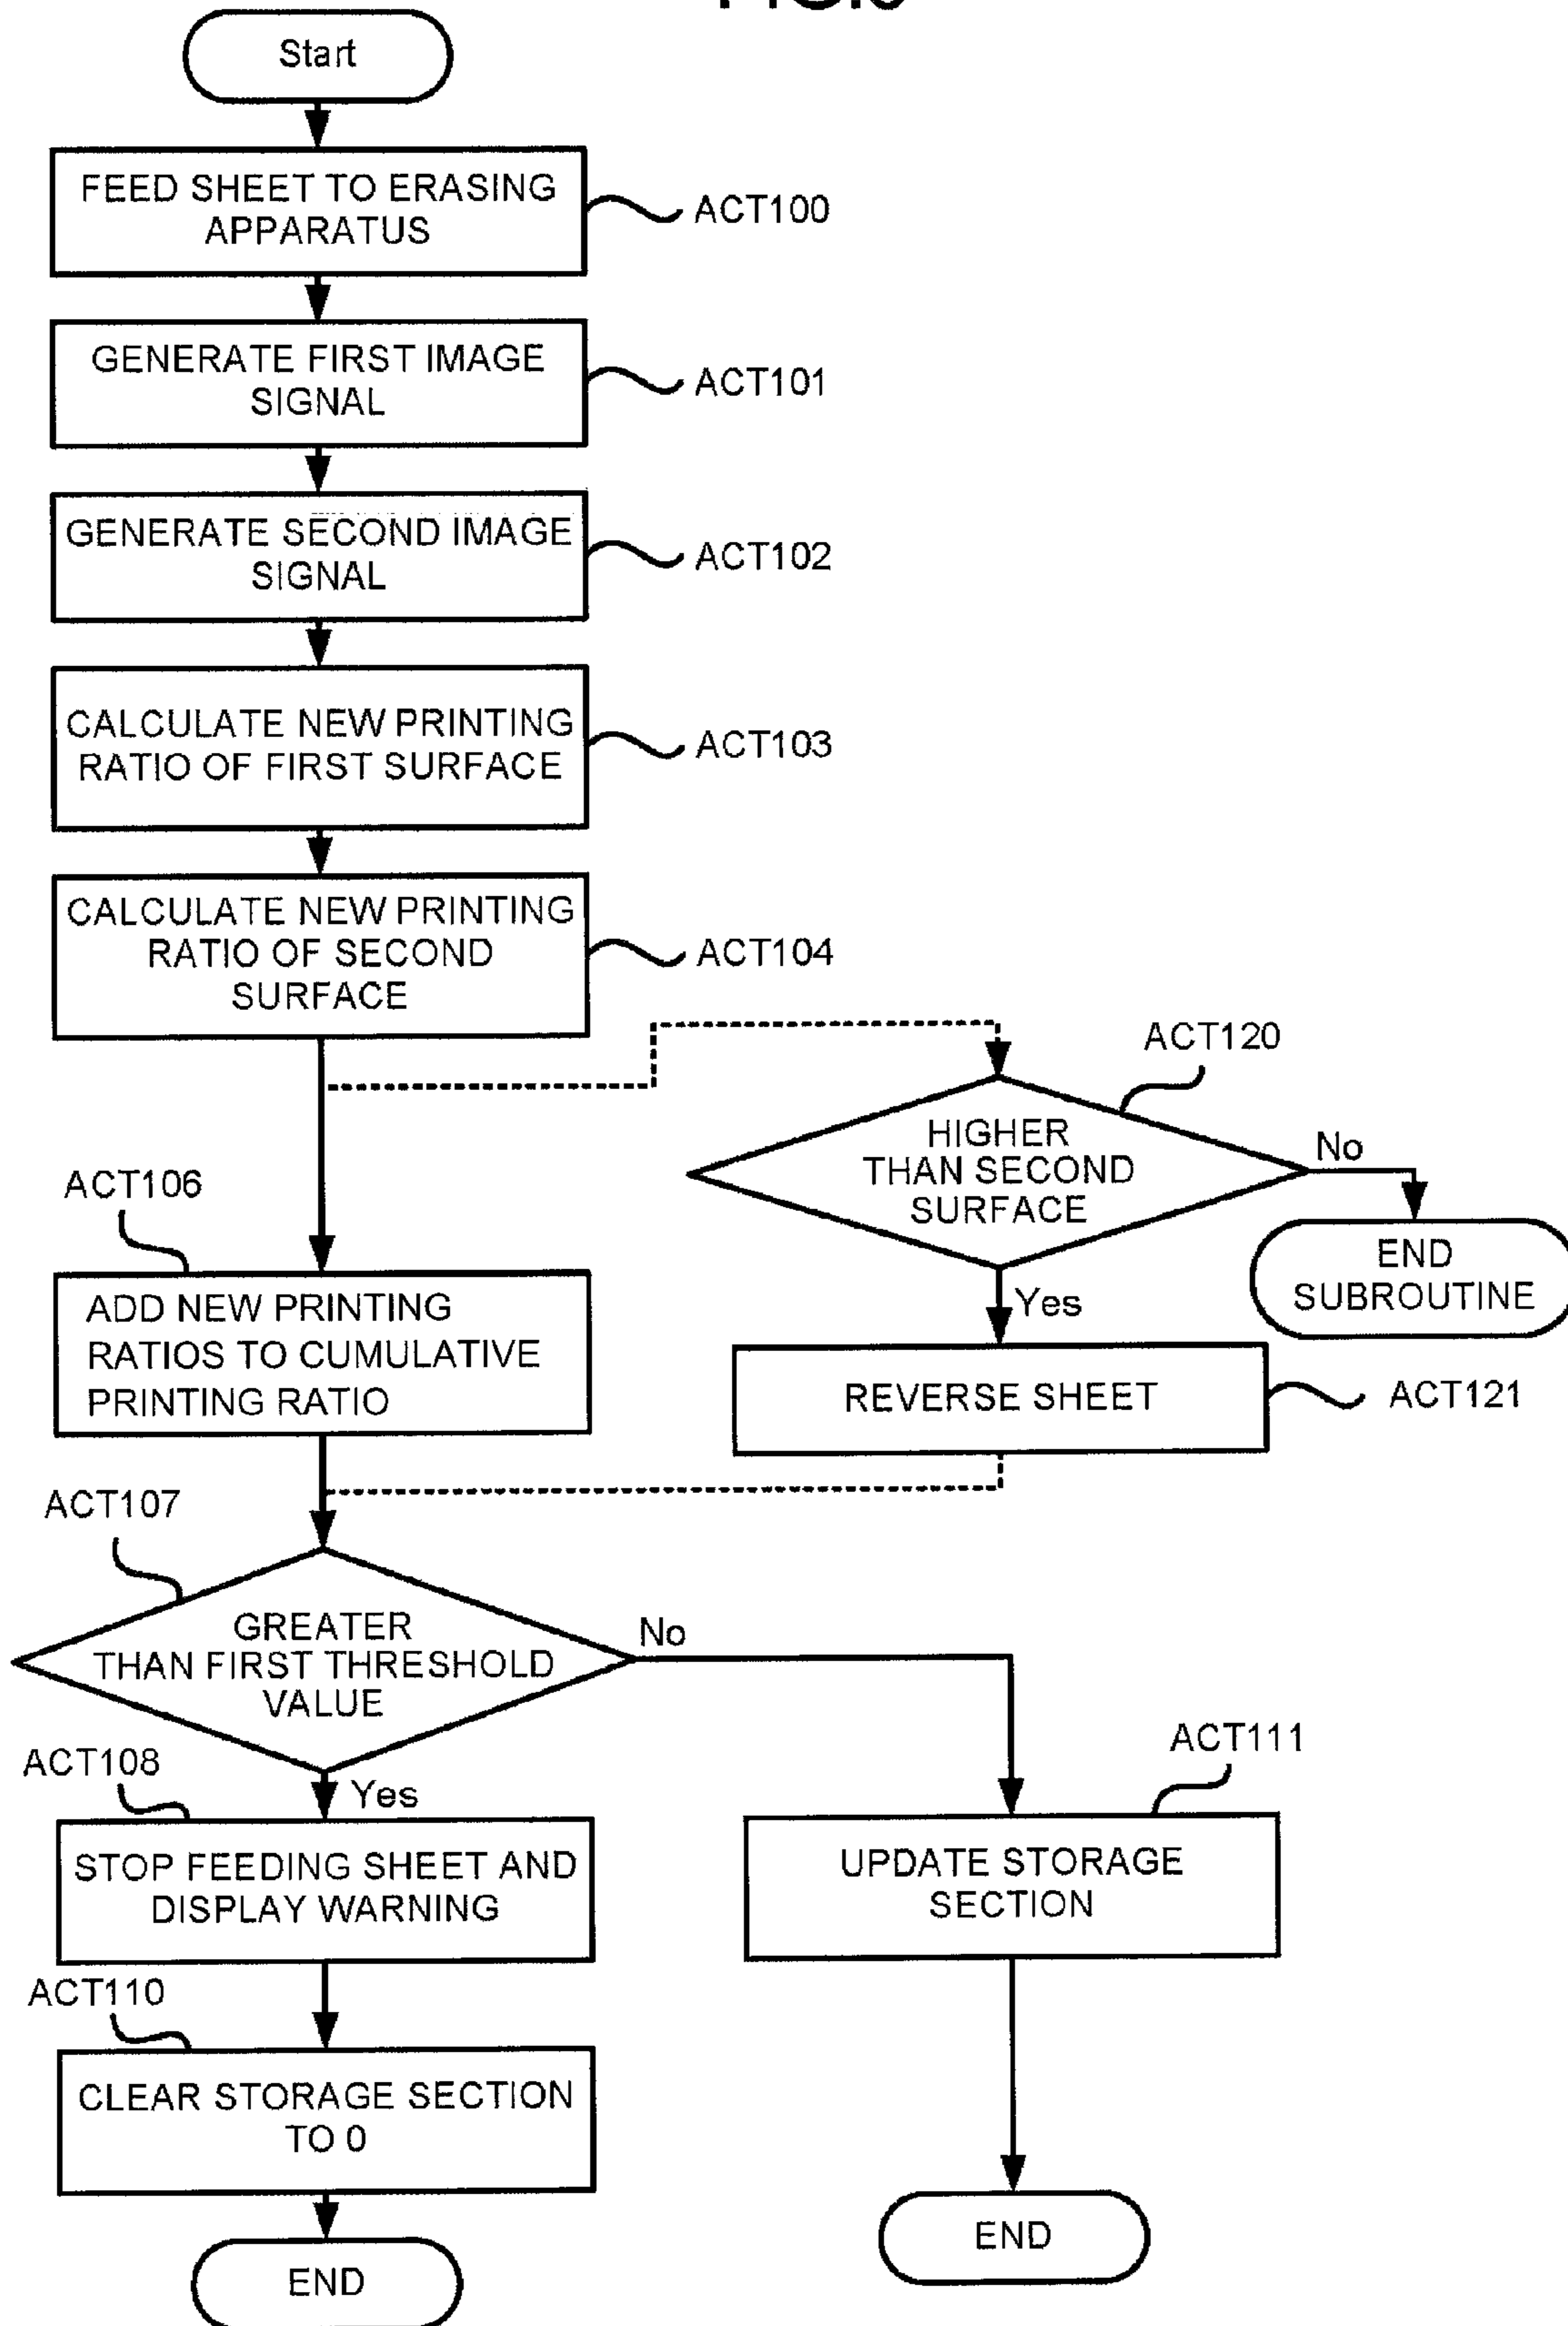 Start
FEED SHEET TO ERASING
APPARATUS
ACT100
GENERATE FIRST IMAGE
SIGNAL
ACT101
GENERATE SECOND IMAGE
SIGNAL
ACT102
CALCULATE NEW PRINTING
RATIO OF FIRST SURFACE
ACT103
CALCULATE NEW PRINTING
RATIO OF SECOND
SURFACE
ACT104
ACT120
HIGHER
THAN SECOND
SURFACE
No
END
SUBROUTINE
Yes
REVERSE SHEET
ACT121
ACT106
ADD NEW PRINTING
RATIOS TO CUMULATIVE
PRINTING RATIO
ACT107
GREATER
THAN FIRST THRESHOLD
VALUE
No
Yes
ACT108
STOP FEEDING SHEET AND
DISPLAY WARNING
ACT111
UPDATE STORAGE
SECTION
ACT110
CLEAR STORAGE SECTION
TO 0
END
END